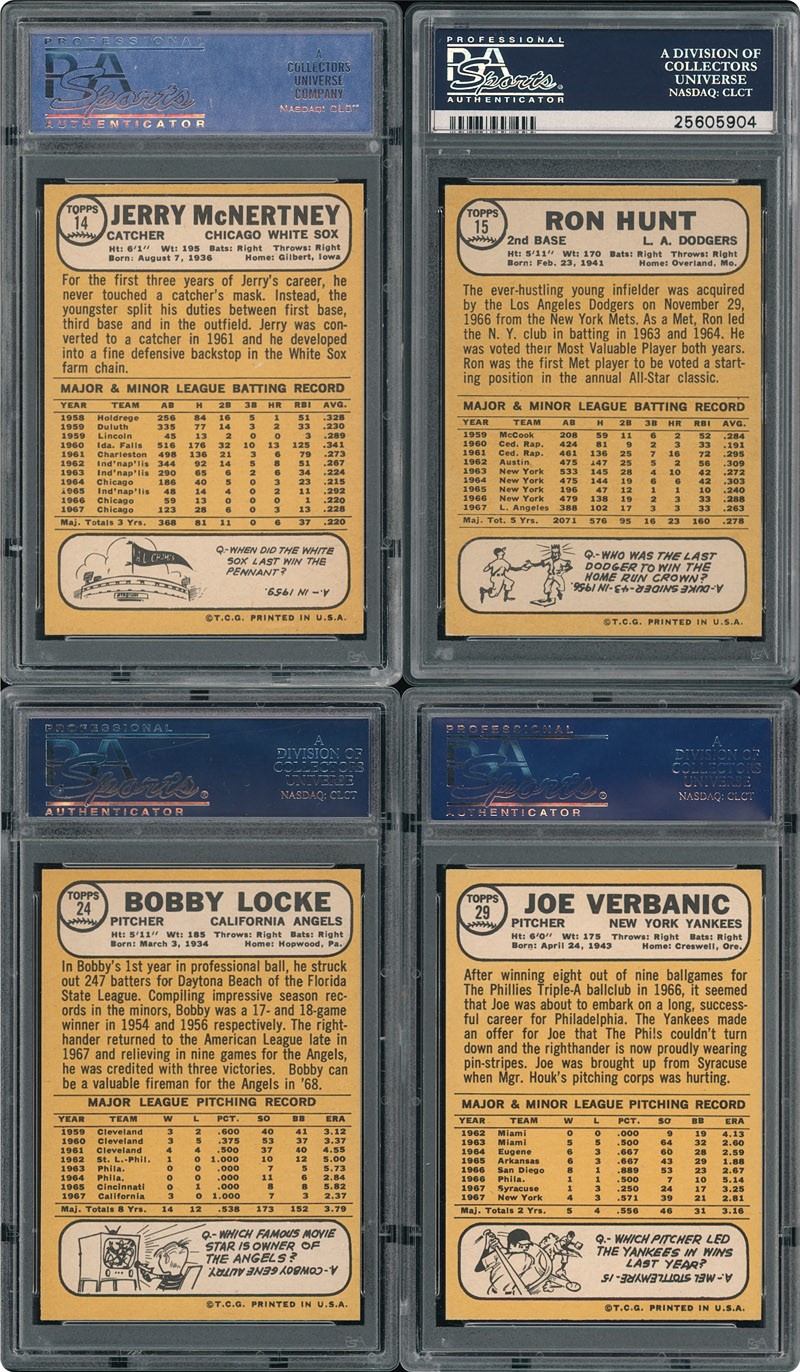 PROFESSIONAL
PSA
Sports
AUTHENTICATOR
A
COLLECTORS
UNIVERSE
COMPANY
NASDAQ: CLCT
TOPPS
14
JERRY McNERTNEY
CATCHER CHICAGO WHITE SOX
Ht: 6'1" Wt: 195 Bats: Right Throws: Right
Born: August 7, 1936 Home: Gilbert, Iowa
For the first three years of Jerry's career, he
never touched a catcher's mask. Instead, the
youngster split his duties between first base,
third base and in the outfield. Jerry was con-
verted to a catcher in 1961 and he developed
into a fine defensive backstop in the White Sox
farm chain.
MAJOR & MINOR LEAGUE BATTING RECORD
YEAR TEAM AB H 2B 3B HR RBI AVG.
1958 Holdrege 256 84 16 5 1 51 .328
1959 Duluth 335 77 14 3 2 33 .230
1959 Lincoln 45 13 2 0 0 3 .289
1960 Ida. Falls 516 176 32 10 13 125 .341
1961 Charleston 498 136 21 3 6 79 .273
1962 Ind'nap'lis 344 92 14 5 8 51 .267
1963 Ind'nap'lis 290 65 6 2 6 34 .224
1964 Chicago 186 40 5 0 3 23 .215
1965 Ind'nap'lis 48 14 4 0 2 11 .292
1966 Chicago 59 13 0 0 0 1 .220
1967 Chicago 123 28 6 0 3 13 .228
Maj. Totals 3 Yrs. 368 81 11 0 6 37 .220
Q.-WHEN DID THE WHITE
SOX LAST WIN THE
PENNANT?
A.- IN 1959.
©T.C.G. PRINTED IN U.S.A.
PROFESSIONAL
PSA
Sports
AUTHENTICATOR
A DIVISION OF
COLLECTORS
UNIVERSE
NASDAQ: CLCT
25605904
TOPPS
15
RON HUNT
2nd BASE L. A. DODGERS
Ht: 5'11" Wt: 170 Bats: Right Throws: Right
Born: Feb. 23, 1941 Home: Overland, Mo.
The ever-hustling young infielder was acquired
by the Los Angeles Dodgers on November 29,
1966 from the New York Mets. As a Met, Ron led
the N. Y. club in batting in 1963 and 1964. He
was voted their Most Valuable Player both years.
Ron was the first Met player to be voted a start-
ing position in the annual All-Star classic.
MAJOR & MINOR LEAGUE BATTING RECORD
YEAR TEAM AB H 2B 3B HR RBI AVG.
1959 McCook 208 59 11 6 2 52 .284
1960 Ced. Rap. 424 81 9 2 3 33 .191
1961 Ced. Rap. 461 136 25 7 16 72 .295
1962 Austin 475 147 25 5 2 56 .309
1963 New York 533 145 28 4 10 42 .272
1964 New York 475 144 19 6 6 42 .303
1965 New York 196 47 12 1 1 10 .240
1966 New York 479 138 19 2 3 33 .288
1967 L. Angeles 388 102 17 3 3 33 .263
Maj. Tot. 5 Yrs. 2071 576 95 16 23 160 .278
Q.-WHO WAS THE LAST
DODGER TO WIN THE
HOME RUN CROWN?
A.-DUKE SNIDER-43-IN 1956.
©T.C.G. PRINTED IN U.S.A.
PROFESSIONAL
PSA
Sports
AUTHENTICATOR
A
DIVISION OF
COLLECTORS
UNIVERSE
NASDAQ: CLCT
TOPPS
24
BOBBY LOCKE
PITCHER CALIFORNIA ANGELS
Ht: 5'11" Wt: 185 Throws: Right Bats: Right
Born: March 3, 1934 Home: Hopwood, Pa.
In Bobby's 1st year in professional ball, he struck
out 247 batters for Daytona Beach of the Florida
State League. Compiling impressive season rec-
ords in the minors, Bobby was a 17- and 18-game
winner in 1954 and 1956 respectively. The right-
hander returned to the American League late in
1967 and relieving in nine games for the Angels,
he was credited with three victories. Bobby can
be a valuable fireman for the Angels in '68.
MAJOR LEAGUE PITCHING RECORD
YEAR TEAM W L PCT. SO BB ERA
1959 Cleveland 3 2 .600 40 41 3.12
1960 Cleveland 3 5 .375 53 37 3.37
1961 Cleveland 4 4 .500 37 40 4.55
1962 St. L.-Phil. 1 0 1.000 10 12 5.00
1963 Phila. 0 0 .000 7 5 5.73
1964 Phila. 0 0 .000 11 6 2.84
1965 Cincinnati 0 1 .000 8 8 5.82
1967 California 3 0 1.000 7 3 2.37
Maj. Totals 8 Yrs. 14 12 .538 173 152 3.79
Q.-WHICH FAMOUS MOVIE
STAR IS OWNER OF
THE ANGELS?
A.-COWBOY GENE AUTRY.
©T.C.G. PRINTED IN U.S.A.
PROFESSIONAL
PSA
Sports
AUTHENTICATOR
A
DIVISION OF
COLLECTORS
UNIVERSE
NASDAQ: CLCT
TOPPS
29
JOE VERBANIC
PITCHER NEW YORK YANKEES
Ht: 6'0" Wt: 175 Throws: Right Bats: Right
Born: April 24, 1943 Home: Creswell, Ore.
After winning eight out of nine ballgames for
The Phillies Triple-A ballclub in 1966, it seemed
that Joe was about to embark on a long, success-
ful career for Philadelphia. The Yankees made
an offer for Joe that The Phils couldn't turn
down and the righthander is now proudly wearing
pin-stripes. Joe was brought up from Syracuse
when Mgr. Houk's pitching corps was hurting.
MAJOR & MINOR LEAGUE PITCHING RECORD
YEAR TEAM W L PCT. SO BB ERA
1962 Miami 0 0 .000 9 19 4.13
1963 Miami 5 5 .500 64 32 2.60
1964 Eugene 6 3 .667 60 28 2.59
1965 Arkansas 6 3 .667 43 29 1.88
1966 San Diego 8 1 .889 53 23 2.67
1966 Phila. 1 1 .500 7 10 5.14
1967 Syracuse 1 3 .250 24 17 3.25
1967 New York 4 3 .571 39 21 2.81
Maj. Totals 2 Yrs. 5 4 .556 46 31 3.16
Q.-WHICH PITCHER LED
THE YANKEES IN WINS
LAST YEAR?
A.- MEL STOTTLEMYRE-15
©T.C.G. PRINTED IN U.S.A.